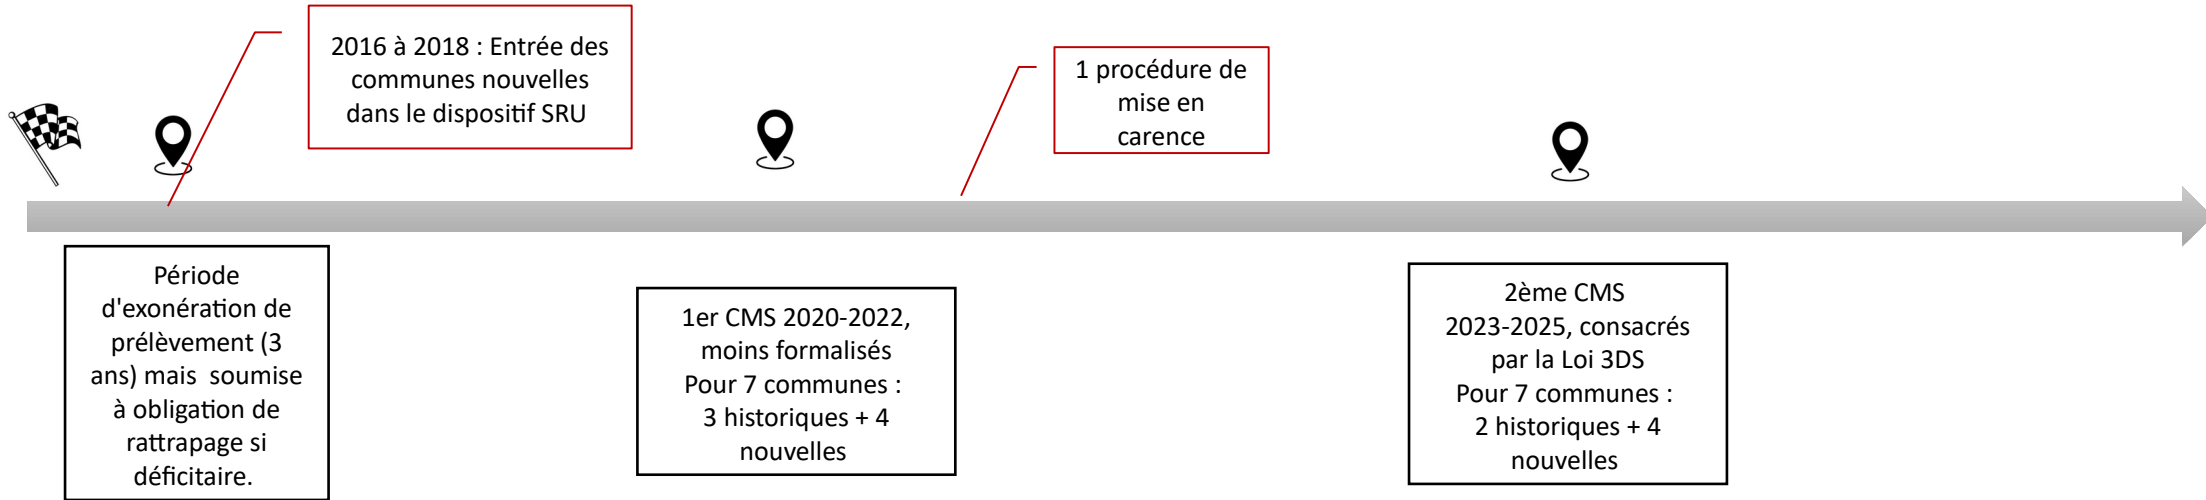 2016 à 2018 : Entrée des
communes nouvelles
dans le dispositif SRU
1 procédure de
mise en
carence
Période
d'exonération de
prélèvement (3
ans) mais  soumise
à obligation de
rattrapage si
déficitaire.
1er CMS 2020-2022,
moins formalisés
Pour 7 communes :
3 historiques + 4
nouvelles
2ème CMS
2023-2025, consacrés
par la Loi 3DS
Pour 7 communes :
2 historiques + 4
nouvelles